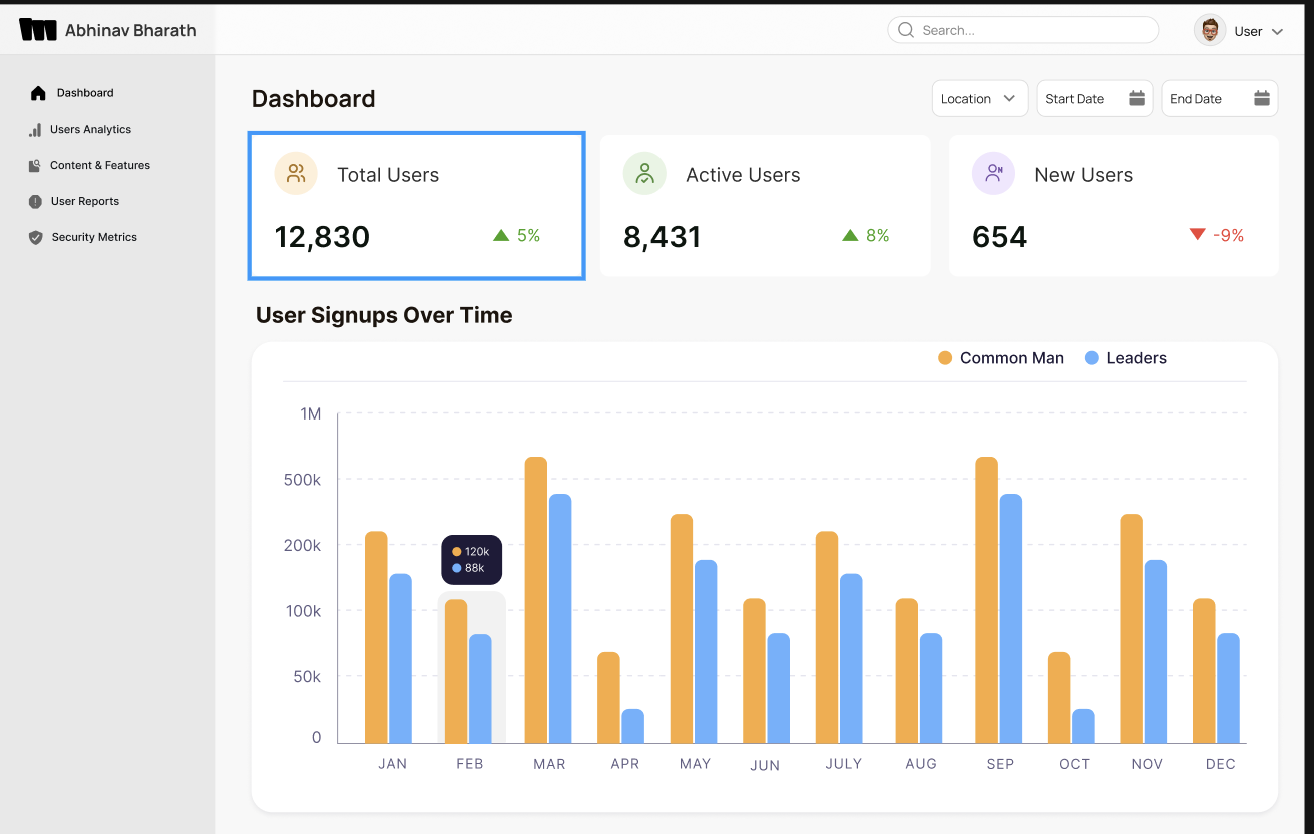 Abhinav Bharath
Search...
User
Dashboard
Users Analytics
Content & Features
User Reports
Security Metrics
Dashboard
Location
Start Date
End Date
Total Users
12,830
5%
Active Users
8,431
8%
New Users
654
-9%
User Signups Over Time
Common Man
Leaders
1M
500k
200k
100k
50k
0
120k
88k
JAN
FEB
MAR
APR
MAY
JUN
JULY
AUG
SEP
OCT
NOV
DEC